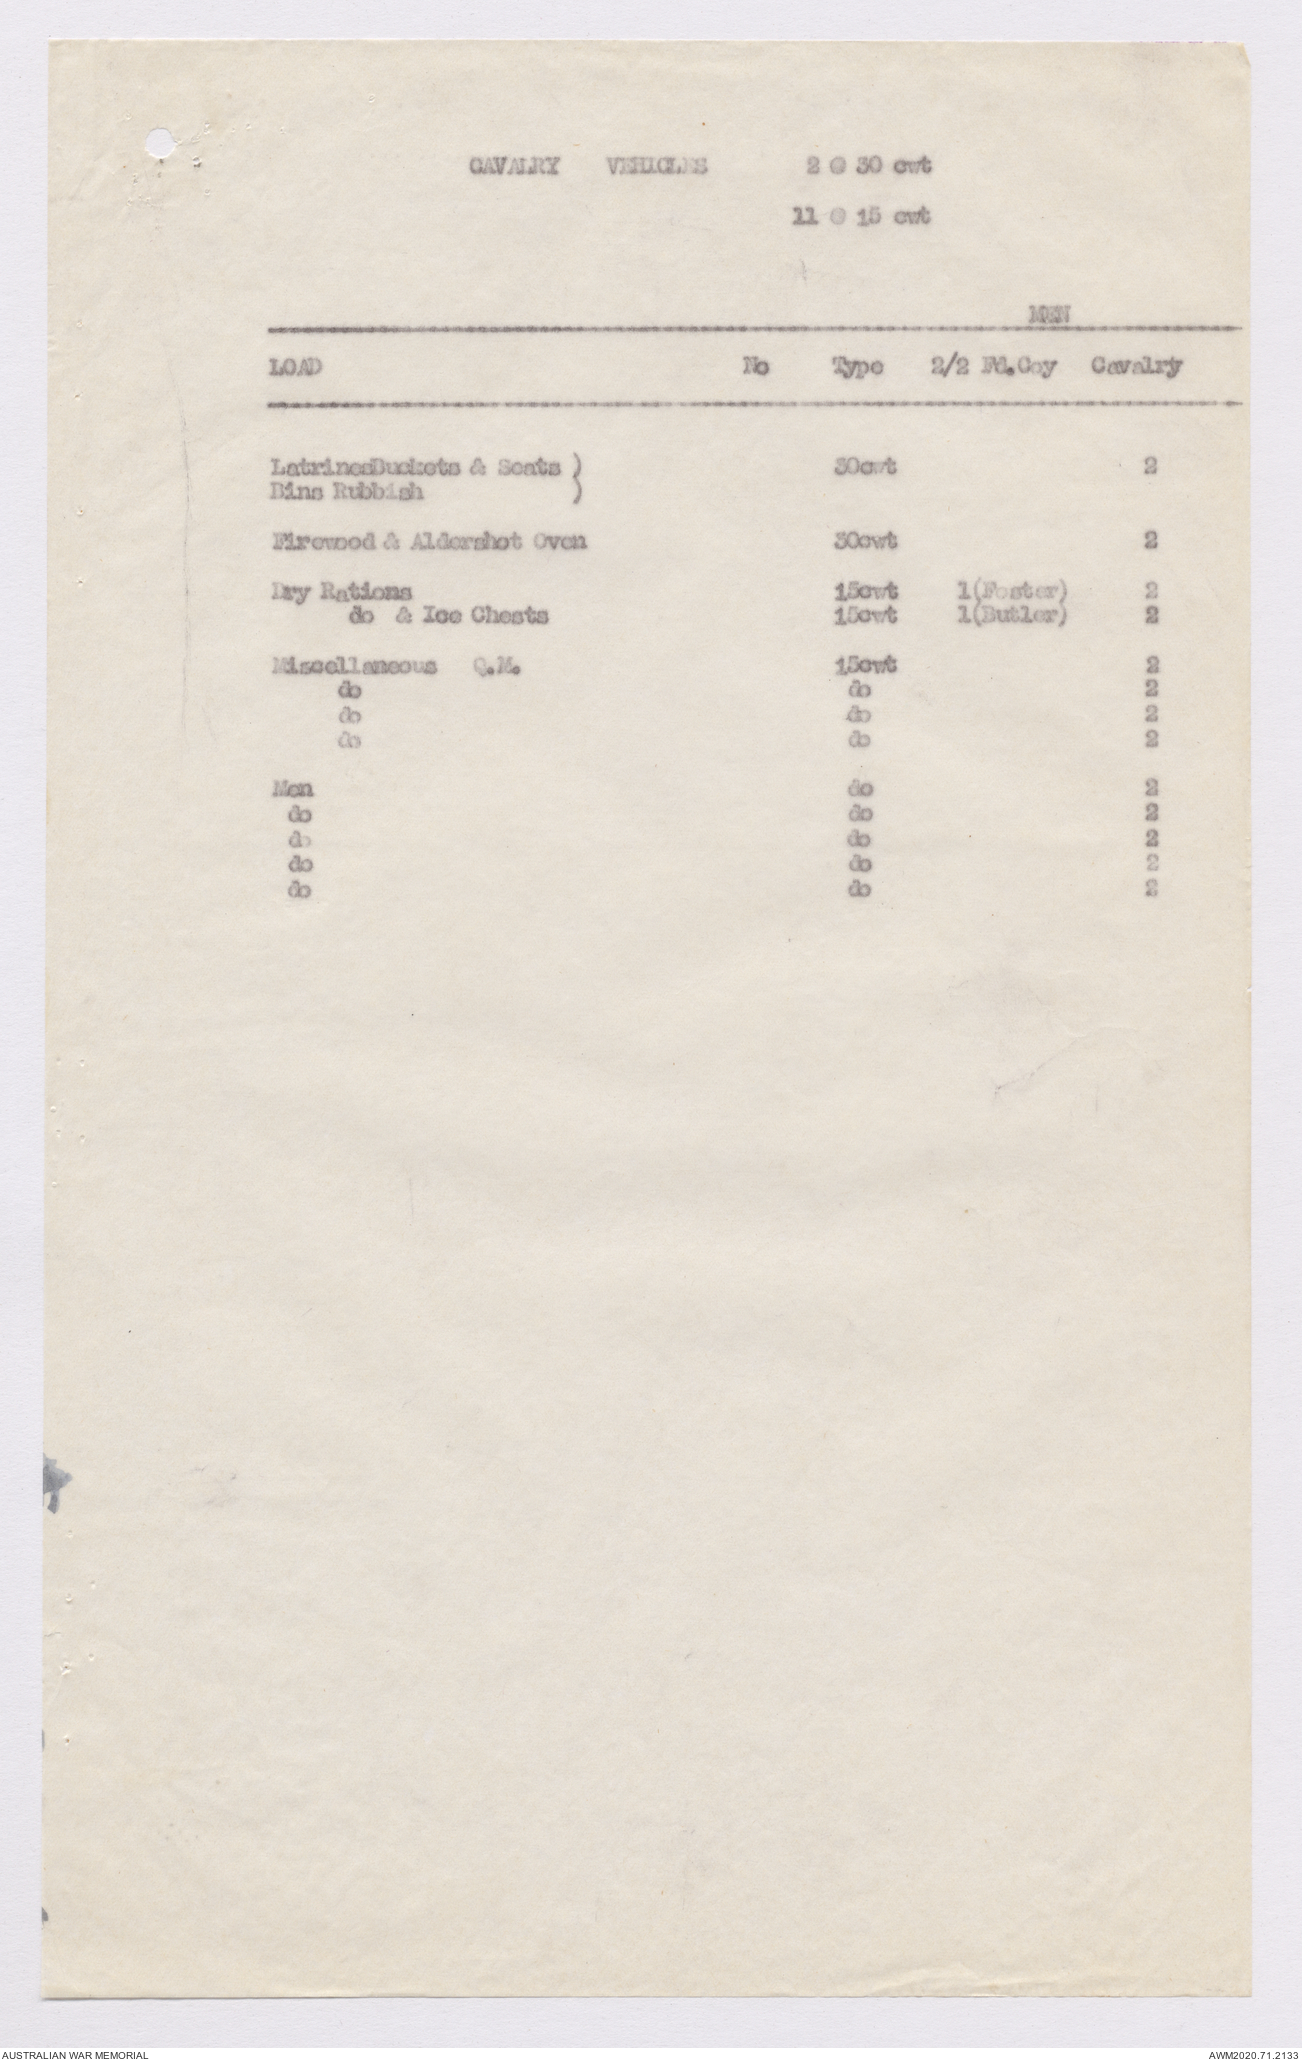 CAVALRY VEHICLES 2 @ 30 cwt
11 @ 15 cwt
MEN
LOAD No Type 2/2 Fd.Coy Cavalry
LatrinesBuckets & Seats ) 30cwt 2
Bins Rubbish )
Firewood & Aldershot Oven 30cwt 2
Dry Rations 15cwt 1(Foster) 2
do & Ice Chests 15cwt 1(Butler) 2
Miscellaneous Q.M. 15cwt 2
do do 2
do do 2
do do 2
Men do 2
do do 2
do do 2
do do 2
do do 2
AUSTRALIAN WAR MEMORIAL AWM2020.71.2133